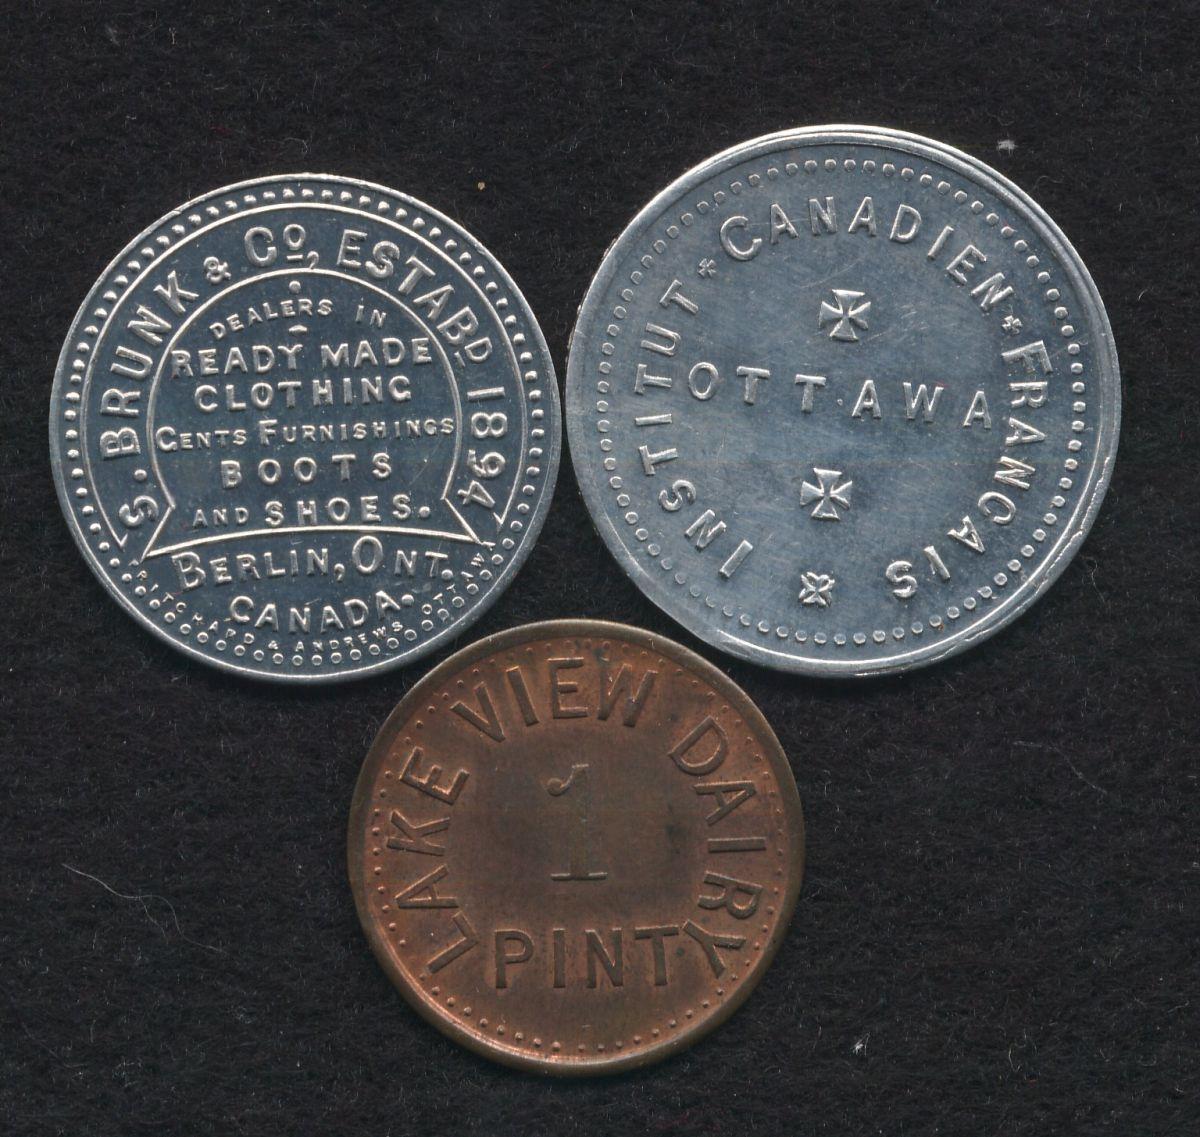 S. BRUNK & Co, ESTABD 1894
DEALERS IN
READY MADE
CLOTHING
GENTS FURNISHINGS
BOOTS
AND SHOES.
BERLIN, ONT.
CANADA.
PRITCHARD & ANDREWS OTTAWA
INSTITUT CANADIEN FRANCAIS
OTTAWA
LAKE VIEW DAIRY
1
PINT